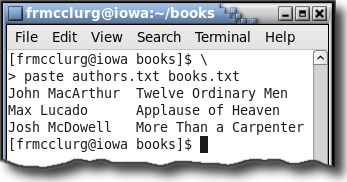 frmcclurg@iowa:~/books
File Edit View Search Terminal Help
[frmcclurg@iowa books]$ \
> paste authors.txt books.txt
John MacArthur  Twelve Ordinary Men
Max Lucado      Applause of Heaven
Josh McDowell   More Than a Carpenter
[frmcclurg@iowa books]$